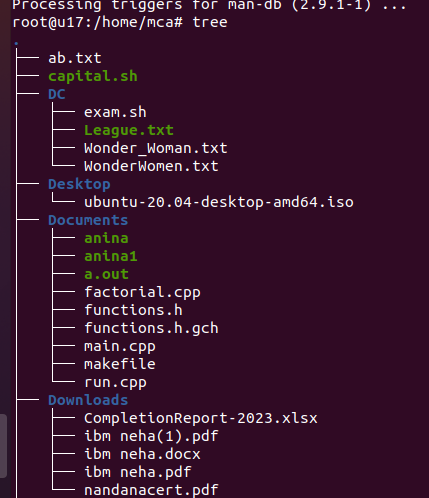 Processing triggers for man-db (2.9.1-1) ...
root@u17:/home/mca# tree
.
├── ab.txt
├── capital.sh
├── DC
│   ├── exam.sh
│   ├── League.txt
│   ├── Wonder_Woman.txt
│   └── WonderWomen.txt
├── Desktop
│   └── ubuntu-20.04-desktop-amd64.iso
├── Documents
│   ├── anina
│   ├── anina1
│   ├── a.out
│   ├── factorial.cpp
│   ├── functions.h
│   ├── functions.h.gch
│   ├── main.cpp
│   ├── makefile
│   └── run.cpp
├── Downloads
│   ├── CompletionReport-2023.xlsx
│   ├── ibm neha(1).pdf
│   ├── ibm neha.docx
│   ├── ibm neha.pdf
│   ├── nandanacert.pdf